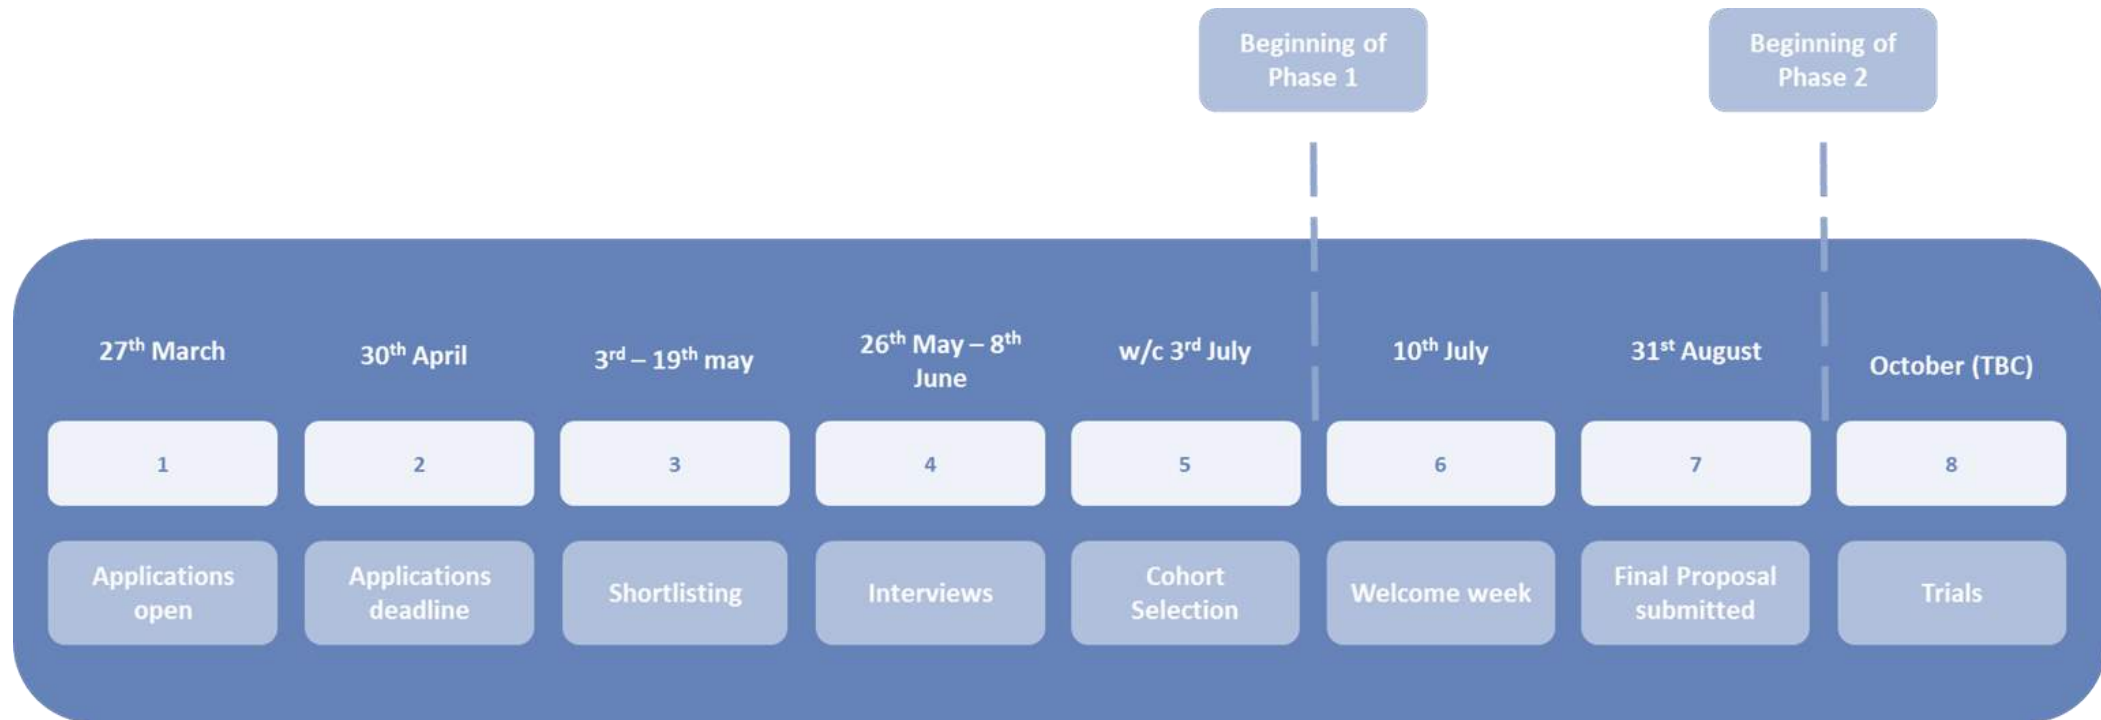 Beginning of
Phase 1
Beginning of
Phase 2
27th March
30th April
3rd – 19th may
26th May – 8th
June
w/c 3rd July
10th July
31st August
October (TBC)
1
2
3
4
5
6
7
8
Applications
open
Applications
deadline
Shortlisting
Interviews
Cohort
Selection
Welcome week
Final Proposal
submitted
Trials